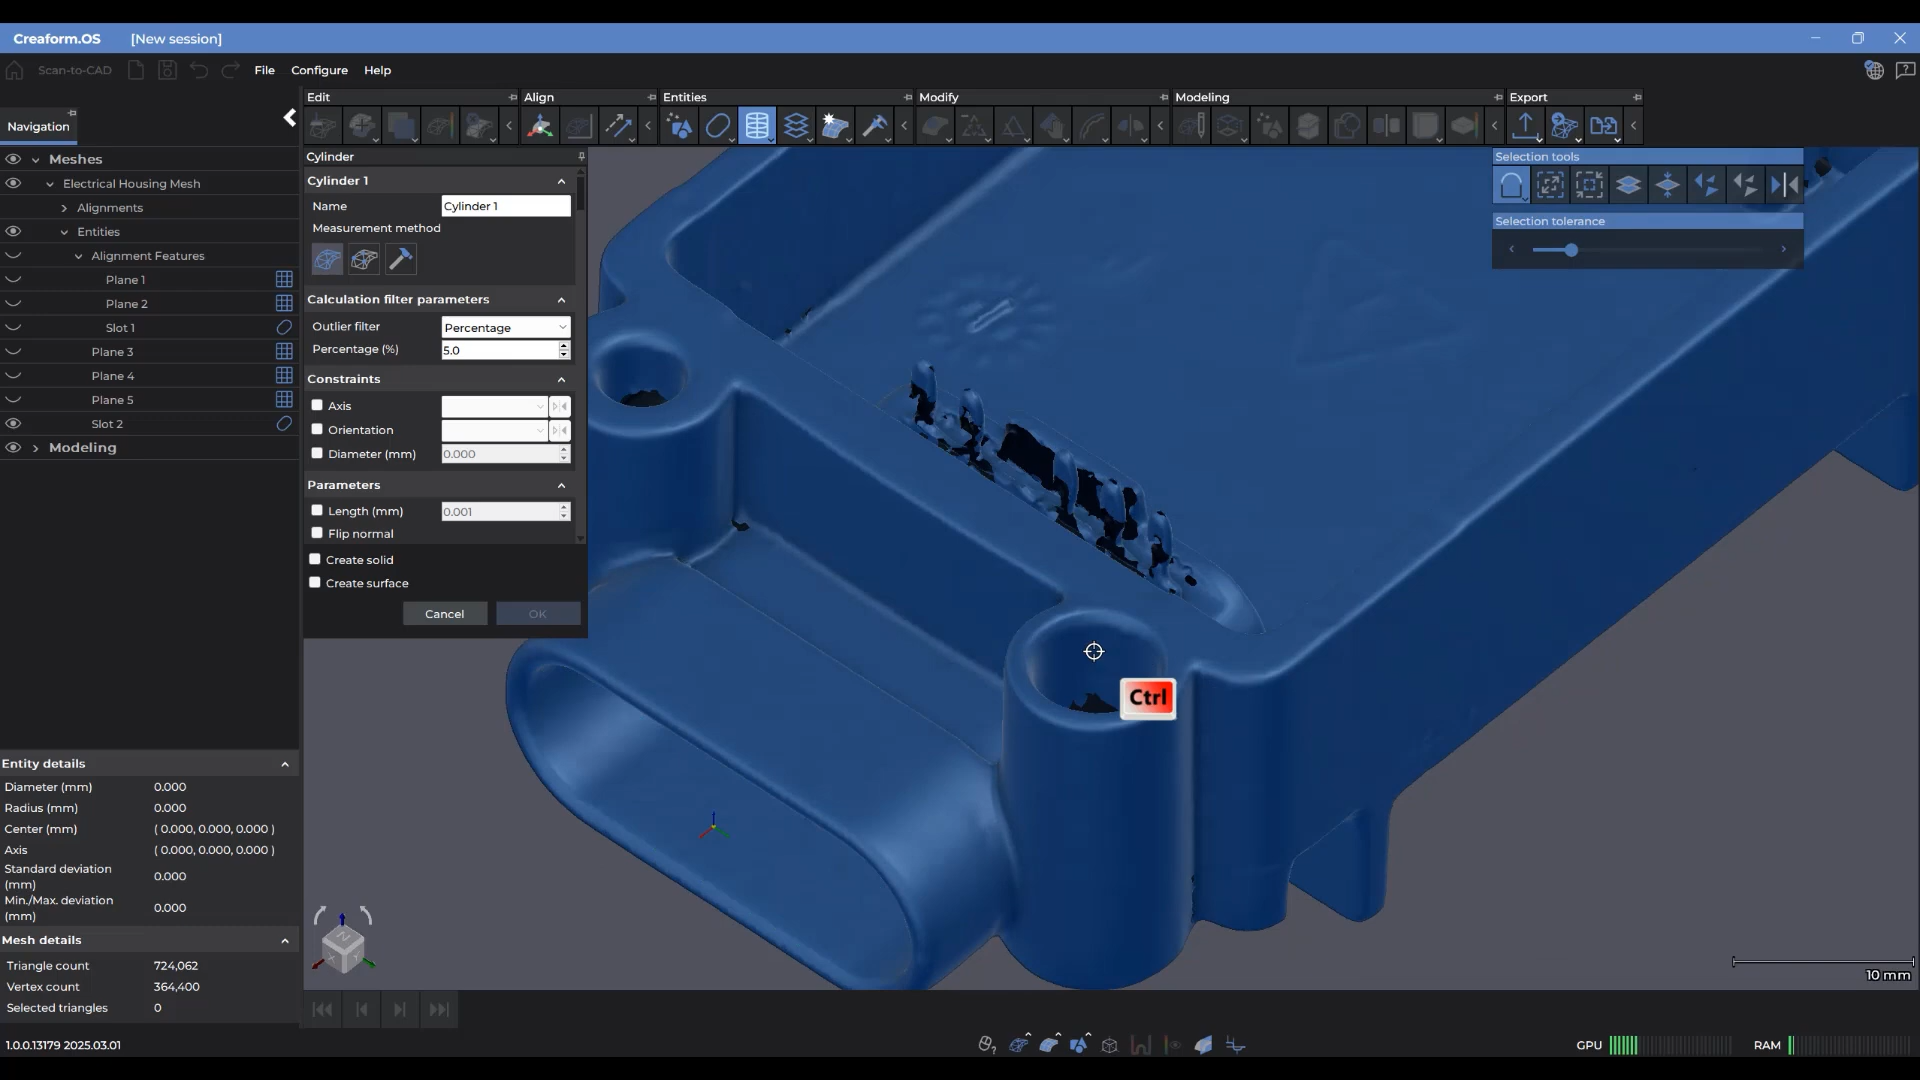 Creaform.OS [New session]
Scan-to-CAD File Configure Help
Edit Align Entities Modify Modeling Export
Navigation
Meshes
Electrical Housing Mesh
Alignments
Entities
Alignment Features
Plane 1
Plane 2
Slot 1
Plane 3
Plane 4
Plane 5
Slot 2
Modeling
Cylinder
Cylinder 1
Name Cylinder 1
Measurement method
Calculation filter parameters
Outlier filter Percentage
Percentage (%) 5.0
Constraints
Axis
Orientation
Diameter (mm) 0.000
Parameters
Length (mm) 0.001
Flip normal
Create solid
Create surface
Cancel OK
Selection tools
Selection tolerance
Ctrl
10 mm
Entity details
Diameter (mm) 0.000
Radius (mm) 0.000
Center (mm) ( 0.000, 0.000, 0.000 )
Axis ( 0.000, 0.000, 0.000 )
Standard deviation
(mm) 0.000
Min./Max. deviation
(mm) 0.000
Mesh details
Triangle count 724,062
Vertex count 364,400
Selected triangles 0
1.0.0.13179 2025.03.01
GPU RAM